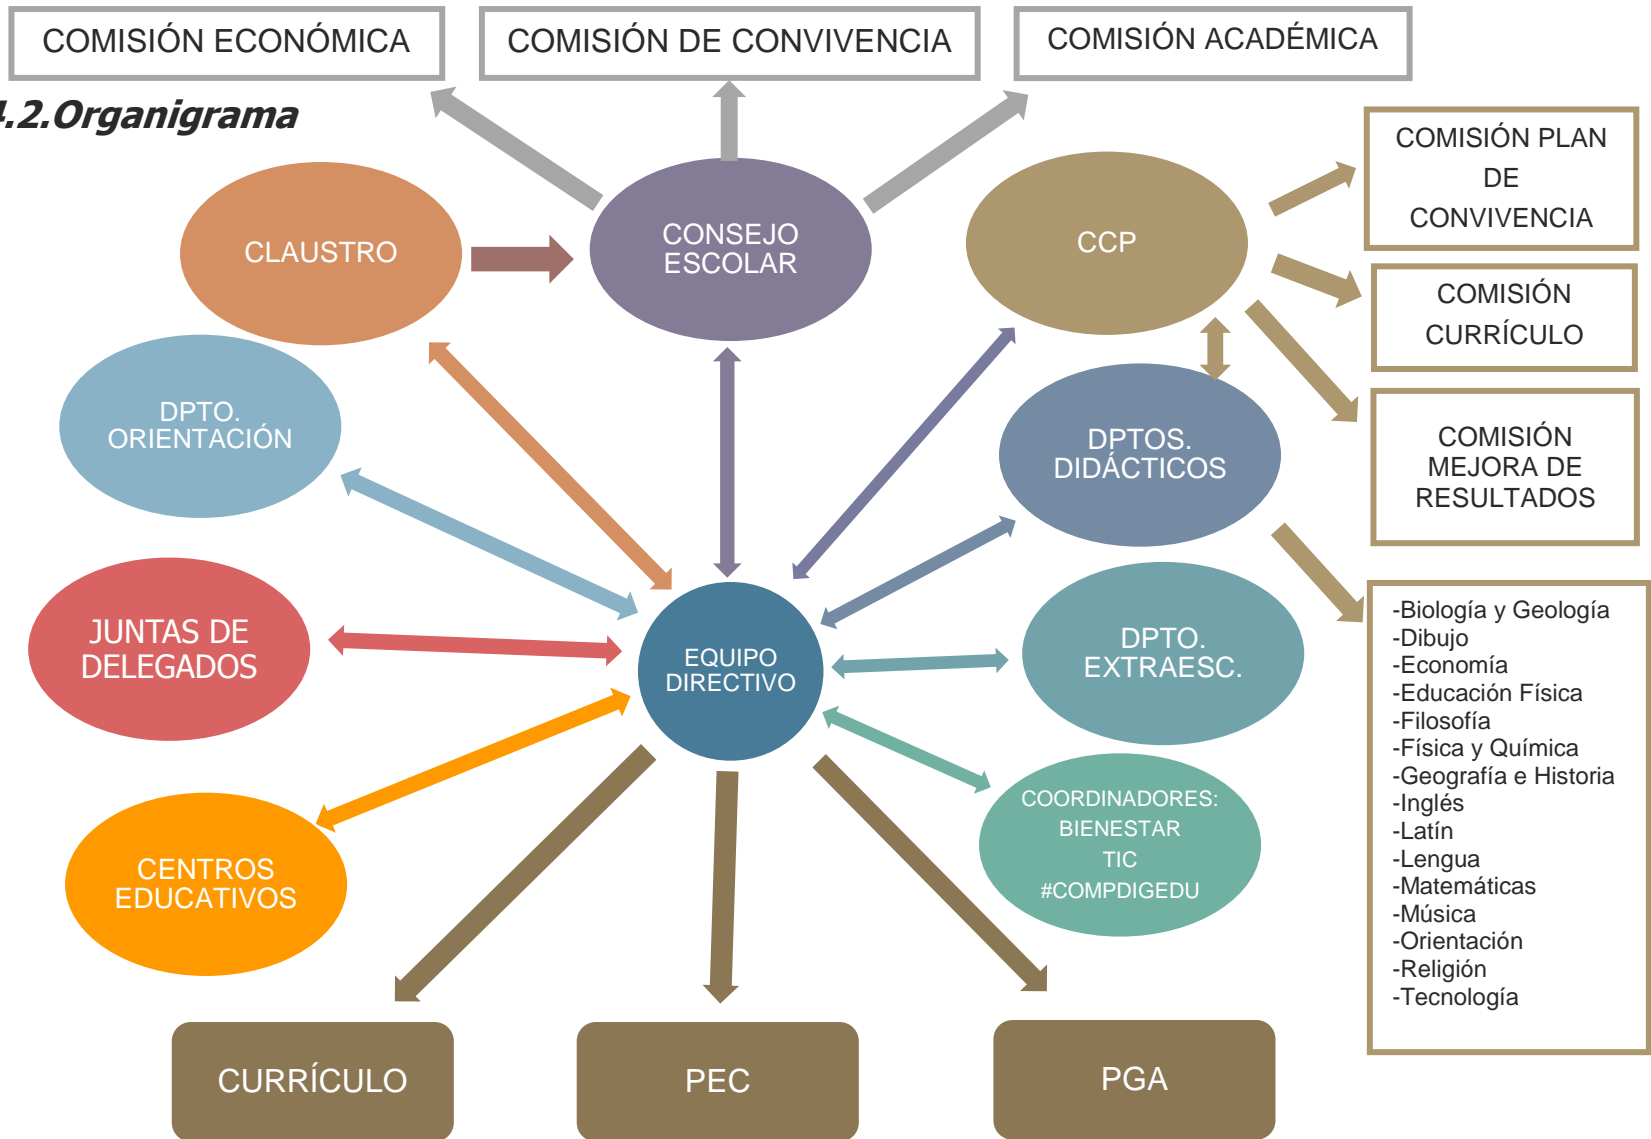 COMISIÓN ECONÓMICA
COMISIÓN DE CONVIVENCIA
COMISIÓN ACADÉMICA
4.2.Organigrama
COMISIÓN PLAN
DE
CONVIVENCIA
CLAUSTRO
CONSEJO
ESCOLAR
CCP
COMISIÓN
CURRÍCULO
DPTO.
ORIENTACIÓN
DPTOS.
DIDÁCTICOS
COMISIÓN
MEJORA DE
RESULTADOS
JUNTAS DE
DELEGADOS
EQUIPO
DIRECTIVO
DPTO.
EXTRAESC.
-Biología y Geología
-Dibujo
-Economía
-Educación Física
-Filosofía
-Física y Química
-Geografía e Historia
-Inglés
-Latín
-Lengua
-Matemáticas
-Música
-Orientación
-Religión
-Tecnología
CENTROS
EDUCATIVOS
COORDINADORES:
BIENESTAR
TIC
#COMPDIGEDU
CURRÍCULO
PEC
PGA